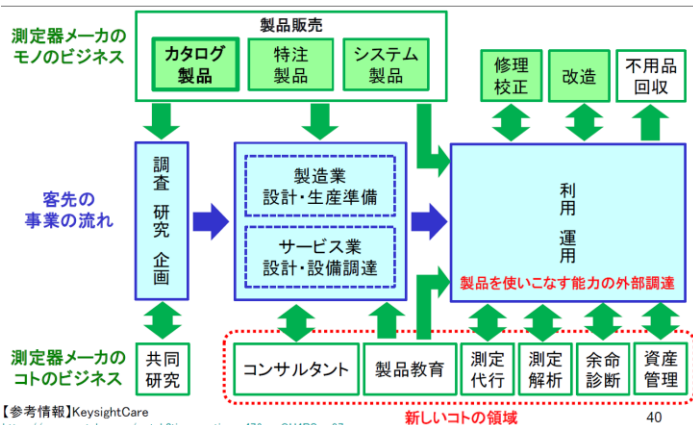 測定器メーカの
モノのビジネス
製品販売
カタログ
製品
特注
製品
システム
製品
修理
校正
改造
不用品
回収
客先の
事業の流れ
調査 研究 企画
製造業
設計・生産準備
サービス業
設計・設備調達
利用 運用
製品を使いこなす能力の外部調達
測定器メーカの
コトのビジネス
共同
研究
コンサルタント
製品教育
測定
代行
測定
解析
余命
診断
資産
管理
【参考情報】KeysightCare
新しいコトの領域
40